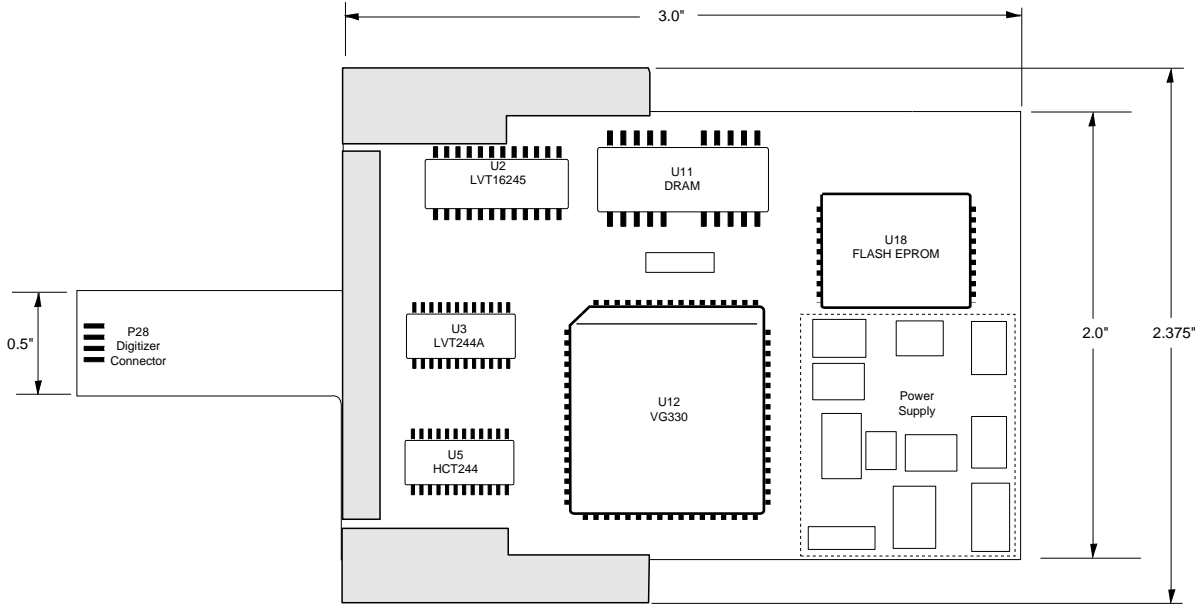 3.0"
U2
LVT16245
U11
DRAM
U18
FLASH EPROM
0.5"
P28
Digitizer
Connector
U3
LVT244A
2.0"
2.375"
U12
VG330
Power
Supply
U5
HCT244